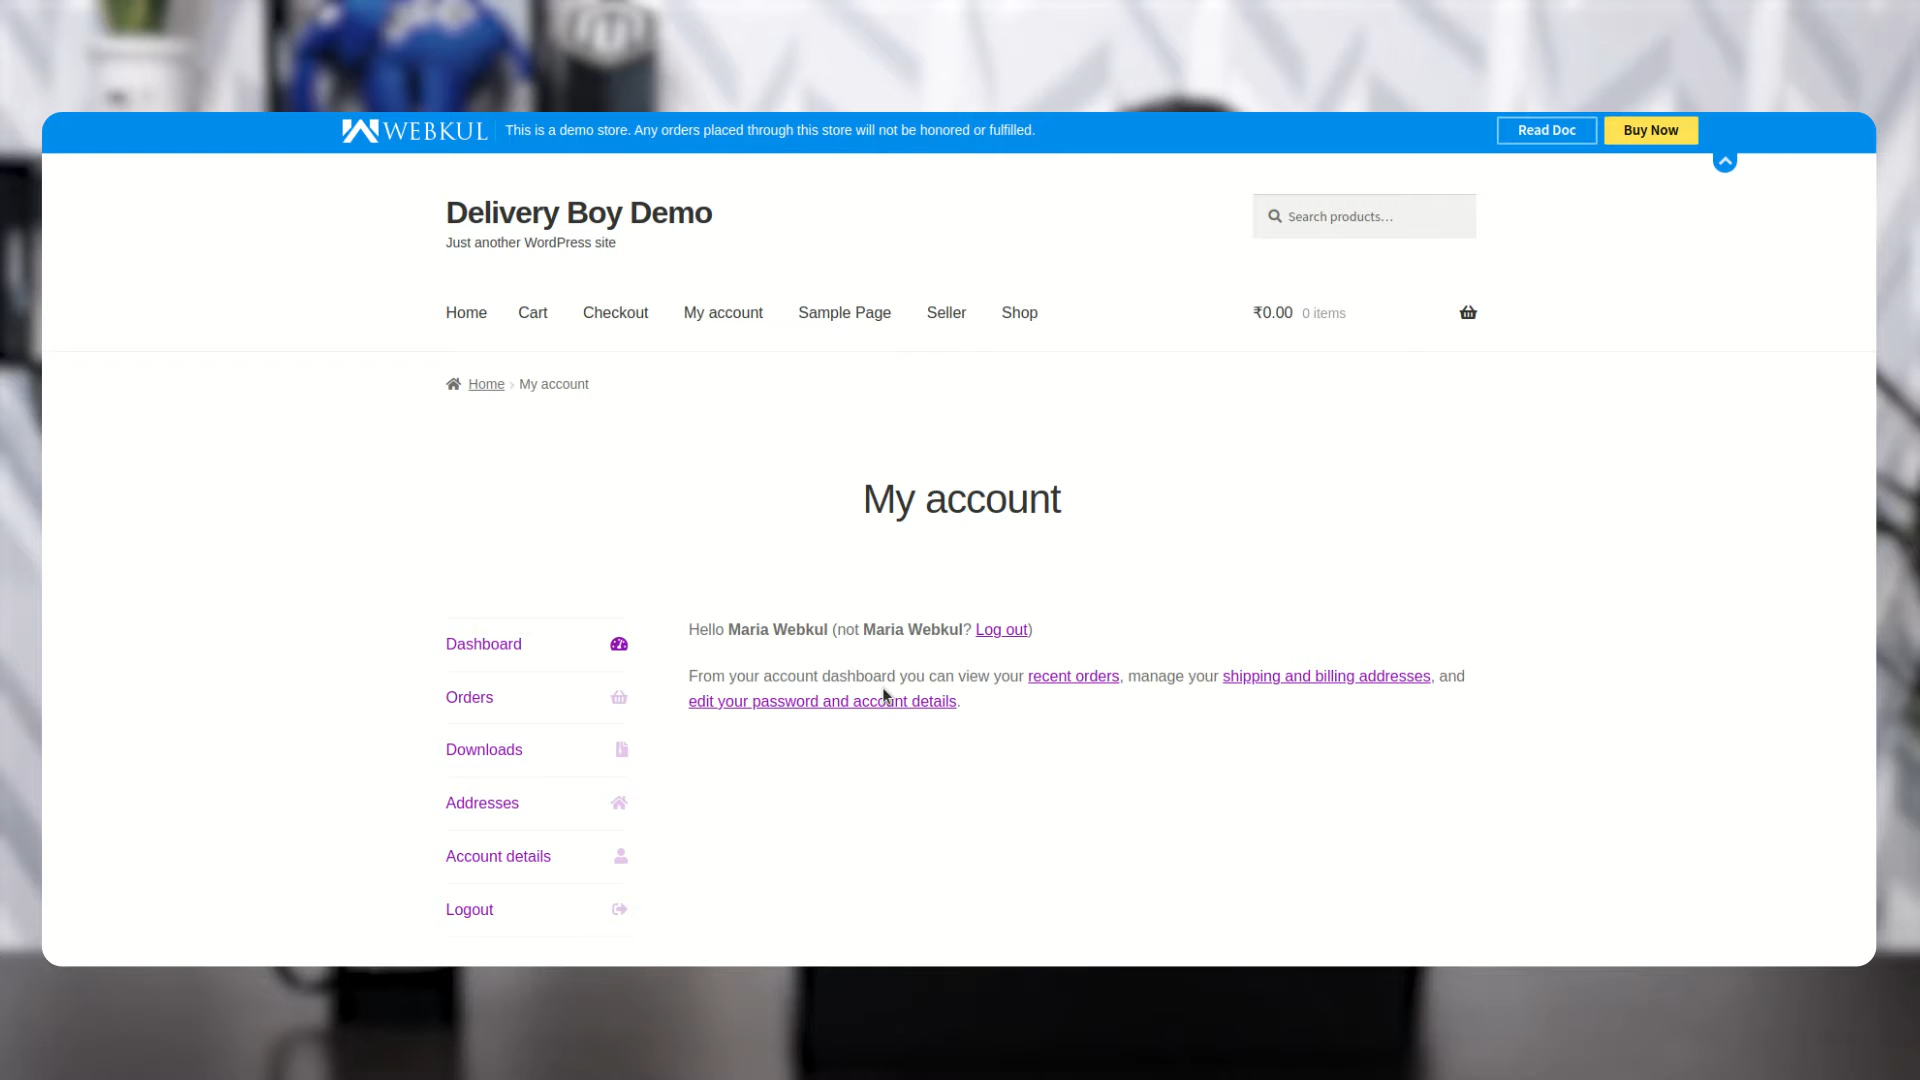 WEBKUL This is a demo store. Any orders placed through this store will not be honored or fulfilled. Read Doc Buy Now
Delivery Boy Demo
Just another WordPress site
Search products…
Home Cart Checkout My account Sample Page Seller Shop ₹0.00 0 items
Home › My account
My account
Hello Maria Webkul (not Maria Webkul? Log out)
From your account dashboard you can view your recent orders, manage your shipping and billing addresses, and
edit your password and account details.
Dashboard
Orders
Downloads
Addresses
Account details
Logout